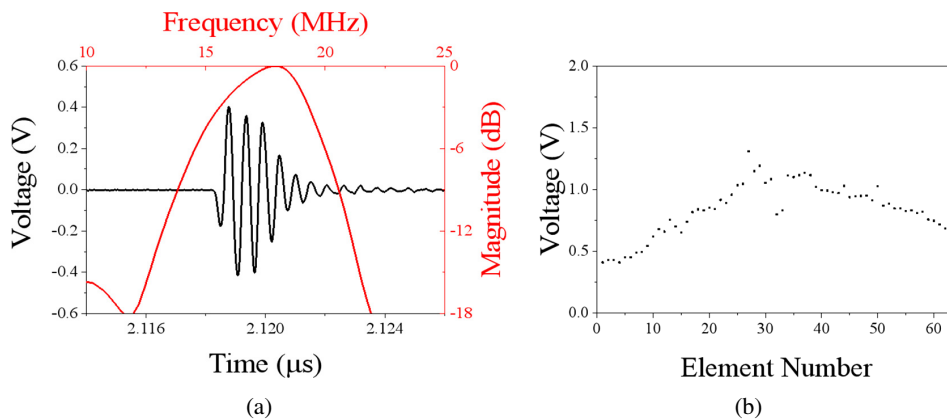 Frequency (MHz)
10 15 20 25
0.6
0.4
0.2
0.0
-0.2
-0.4
-0.6
Voltage (V)
0
-6
-12
-18
Magnitude (dB)
2.116 2.120 2.124
Time (μs)
(a)
2.0
1.5
1.0
0.5
0.0
Voltage (V)
0 10 20 30 40 50 60
Element Number
(b)